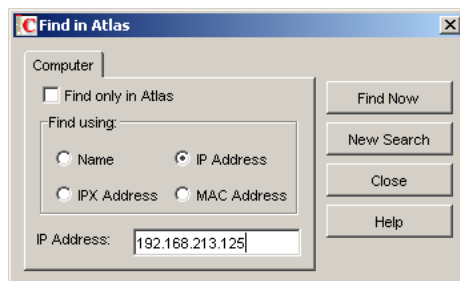 Find in Atlas
Computer
Find only in Atlas
Find Now
Find using:
New Search
Name
IP Address
Close
IPX Address
MAC Address
Help
IP Address:
192.168.213.125